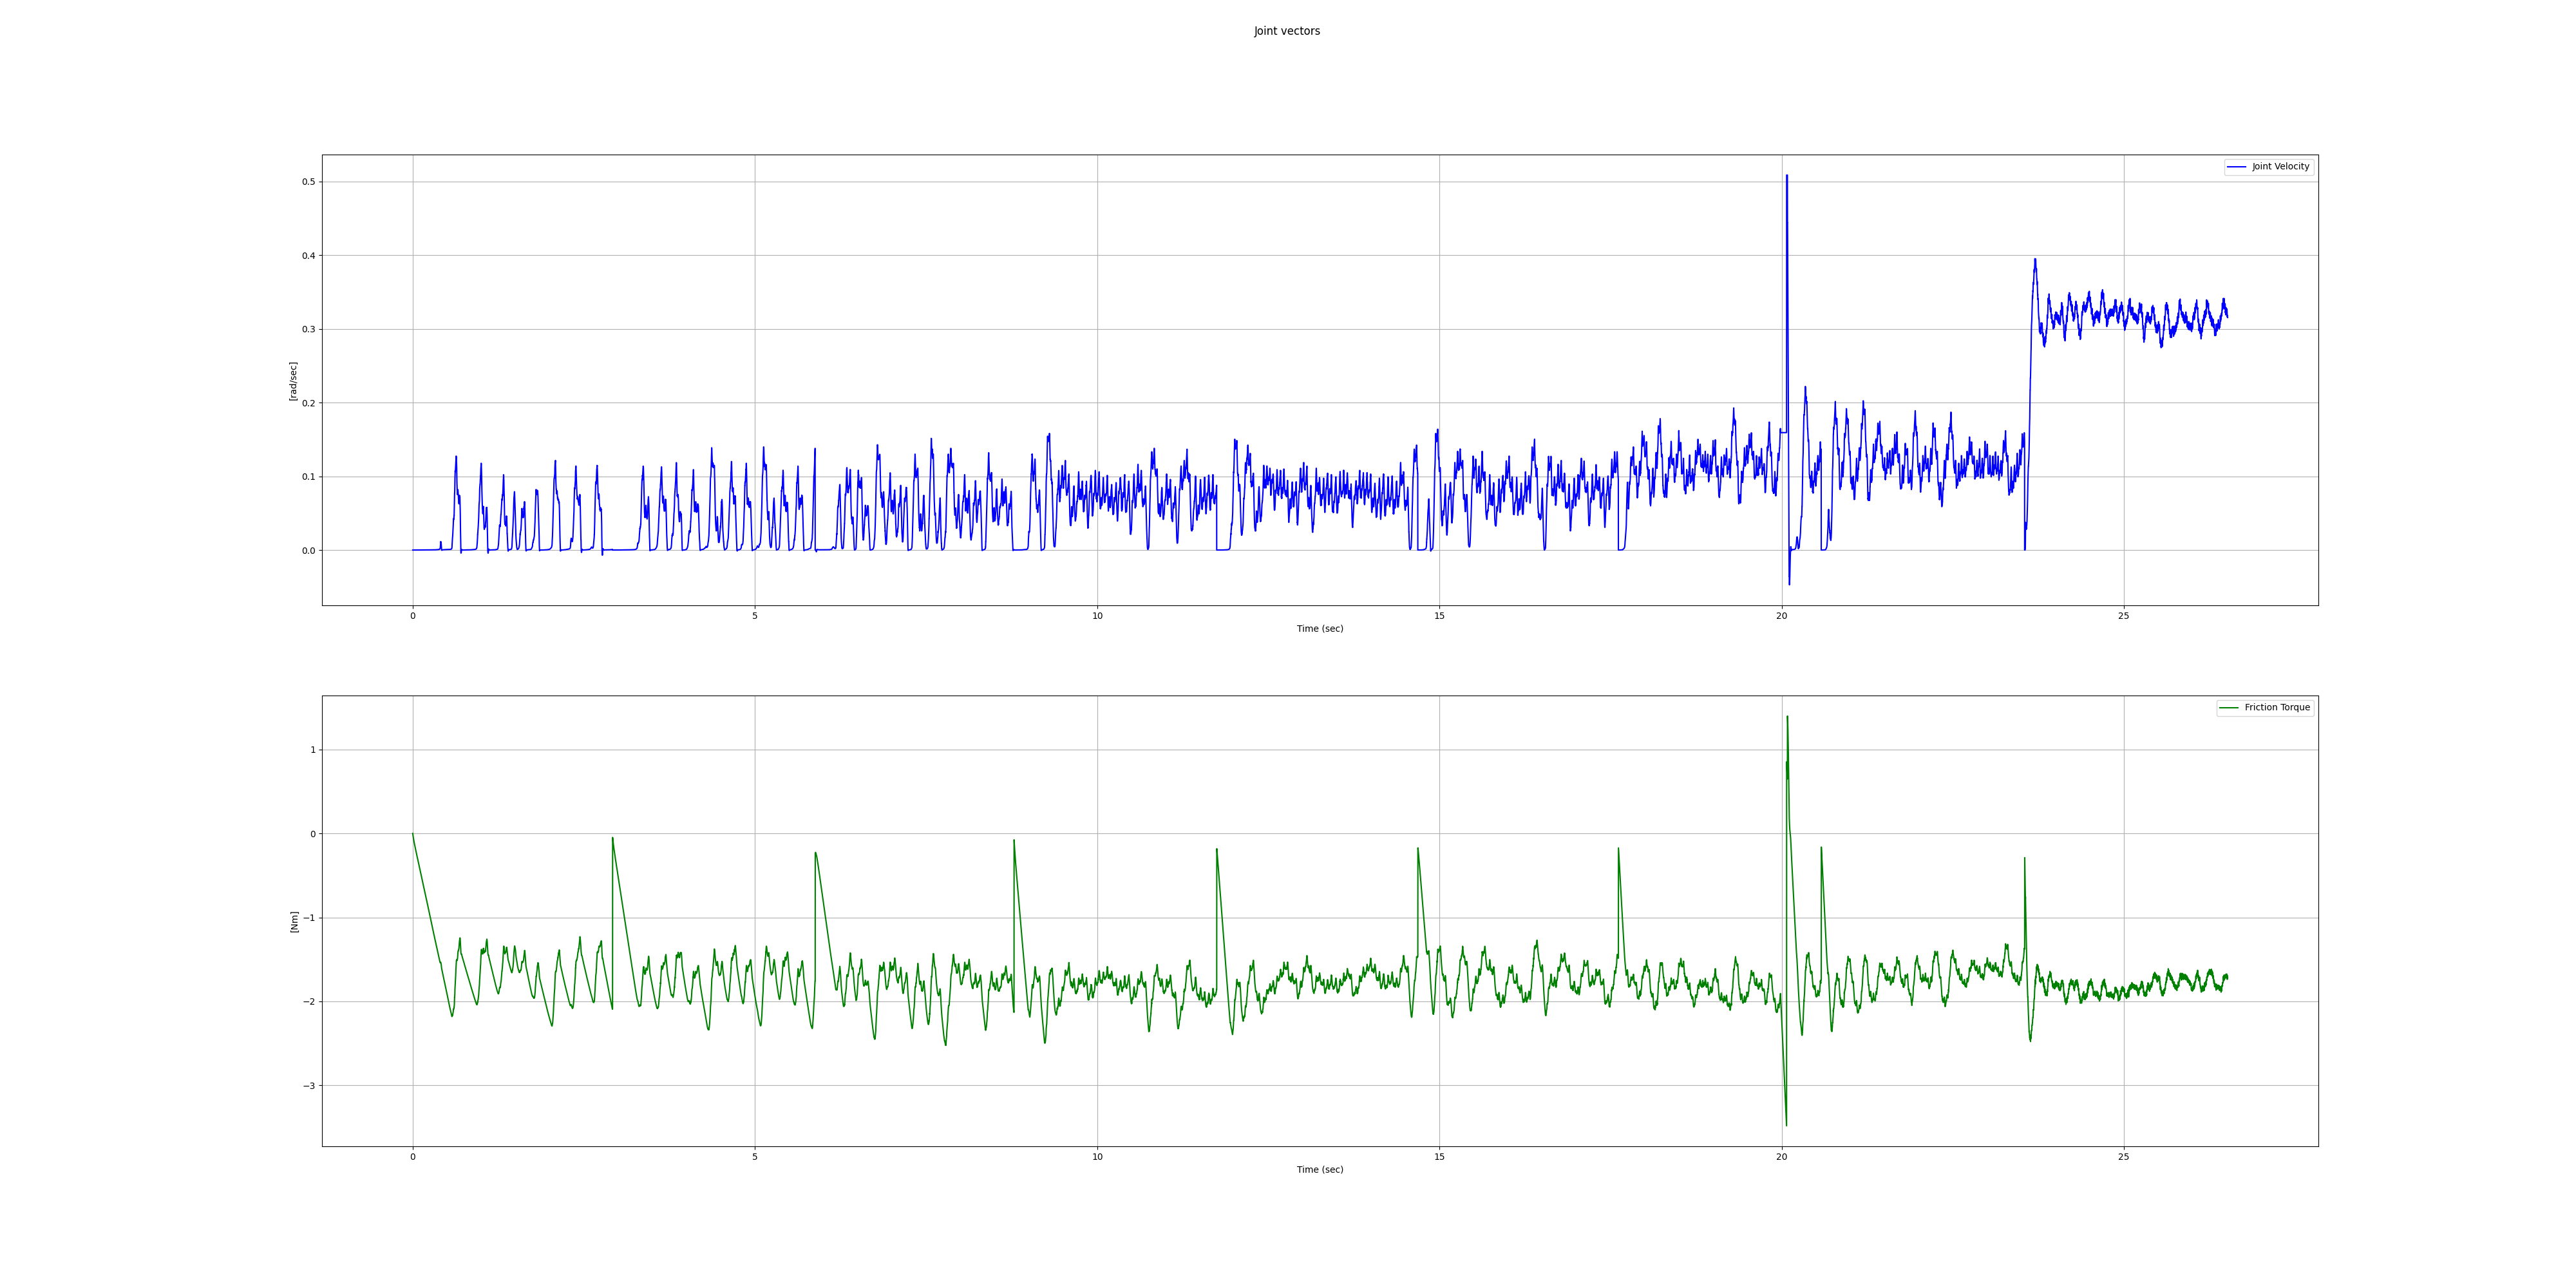 Joint vectors
Joint Velocity
0.5
0.4
0.3
0.2
0.1
0.0
[rad/sec]
0 5 10 15 20 25
Time (sec)
Friction Torque
1
0
−1
−2
−3
[Nm]
0 5 10 15 20 25
Time (sec)